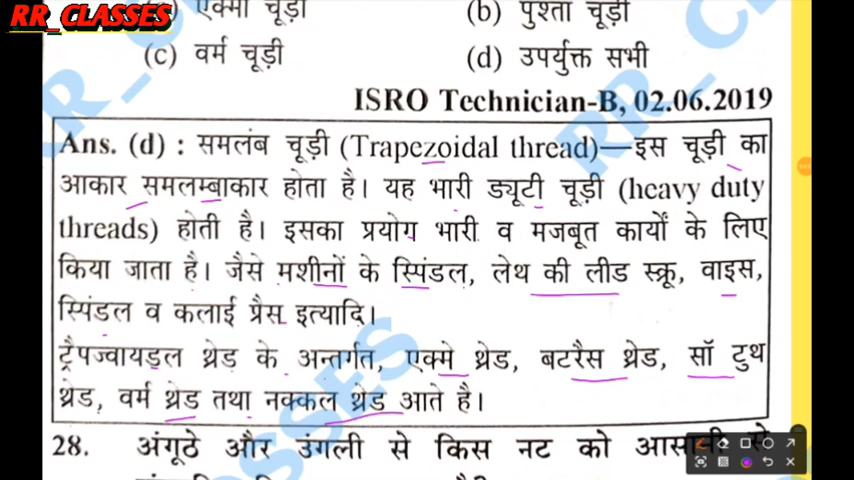 RR_CLASSES
एक्मी चूड़ी (b) पुश्ता चूड़ी
(c) वर्म चूड़ी (d) उपर्युक्त सभी
ISRO Technician-B, 02.06.2019
Ans. (d) : समलंब चूड़ी (Trapezoidal thread)—इस चूड़ी का
आकार समलम्बाकार होता है। यह भारी ड्यूटी चूड़ी (heavy duty
threads) होती है। इसका प्रयोग भारी व मजबूत कार्यों के लिए
किया जाता है। जैसे मशीनों के स्पिंडल, लेथ की लीड स्क्रू, वाइस,
स्पिंडल व कलाई प्रैस इत्यादि।
ट्रैपज्वायडल थ्रेड के अन्तर्गत, एक्मे थ्रेड, बटरैस थ्रेड, सॉ टुथ
थ्रेड, वर्म थ्रेड तथा नक्कल थ्रेड आते है।
28. अंगूठे और उंगली से किस नट को आसानी से